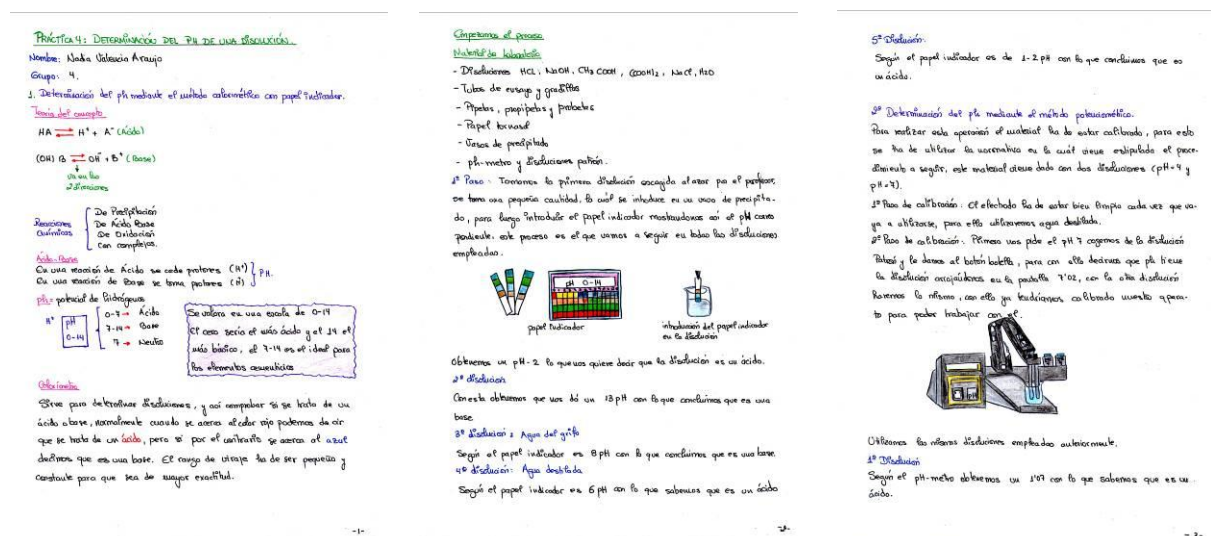 PRÁCTICA 4: DETERMINACIÓN DEL PH DE UNA DISOLUCIÓN.
Nombre: Nadia Valencia Araujo
Grupo: 4.
1. Determinación del ph mediante el método calorimétrico con papel indicador.
Teoría del concepto
HA ⇌ H⁺ + A⁻ (Ácido)
(OH) B ⇌ OH⁻ + B⁺ (Base)
va en las
2 direcciones
Reacciones
Químicas
De Precipitación
De Ácido Base
De Oxidación
Con complejos.
Ácido-Base
En una reacción de Ácido se cede protones (H⁺)
En una reacción de Base se toma protones (H⁺)
PH.
ph = potencial de hidrógenos
H⁺
pH
0-14
0-7 → Ácido
7-14 → Base
7 → Neutro
Se valora es una escala de 0-14
El cero sería el más ácido y el 14 el
más básico, el 7-14 es el ideal para
los elementos cementicios
Calorimetría
Sirve para determinar disoluciones, y así comprobar si se trata de un
ácido o base, normalmente cuando se acerca al color rojo podemos decir
que se trata de un ácido, pero si por el contrario se acerca al azul
decimos que es una base. El rango de viraje ha de ser pequeño y
constante para que sea de mayor exactitud.
-1-
Empezamos el proceso
Material de laboratorio
- Disoluciones HCL, NaOH, CH₃COOH, (COOH)₂, NaCl, H₂O
- Tubos de ensayo y gradillas
- Pipetas, propipetas y probetas
- Papel tornasol
- Vasos de precipitado
- ph-metro y disoluciones patrón.
1º Paso: Tomamos la primera disolución escogida al azar por el profesor,
se toma una pequeña cantidad, la cuál se introduce en un vaso de precipita-
do, para luego introducir el papel indicador mostrándonos así el pH corres
pondiente. este proceso es el que vamos a seguir en todas las disoluciones
empleadas.
pH 0-14
papel Indicador
introducción del papel indicador
en la disolución
Obtenemos un pH-2 lo que nos quiere decir que la disolución es un ácido.
2ª disolución
Con esta obtenemos que nos dá un 13 pH con lo que concluimos que es una
base.
3ª disolución: Agua del grifo
Según el papel indicador es 8 pH con lo que concluimos que es una base.
4ª disolución: Agua destilada
Según el papel indicador es 6 pH con lo que sabemos que es un ácido
-2-
5ª Disolución.
Según el papel indicador es de 1-2 pH con lo que concluimos que es
un ácido.
2º Determinación del ph mediante el método potenciométrico.
Para realizar esta operación el material ha de estar calibrado, para esto
se ha de utilizar la normativa en la cuál viene estipulado el proce-
dimiento a seguir, este material viene dado con dos disoluciones (pH=4 y
pH=7).
1º Paso de calibración: El electrodo ha de estar bien limpio cada vez que va-
ya a utilizarse, para ello utilizaremos agua destilada.
2º Paso de calibración: Primero nos pide el pH 7 cogemos de la disolución
Patrón y le damos al botón botella, para con ello decirnos que ph tiene
la disolución arrojándonos en la pantalla 7'02, con la otra disolución
haremos lo mismo, con ello ya tendríamos calibrado nuestro apara-
to para poder trabajar con él.
Utilizamos las mismas disoluciones empleadas anteriormente.
1ª Disolución
Según el pH-metro obtenemos un 1'07 con lo que sabemos que es un
ácido.
-3-